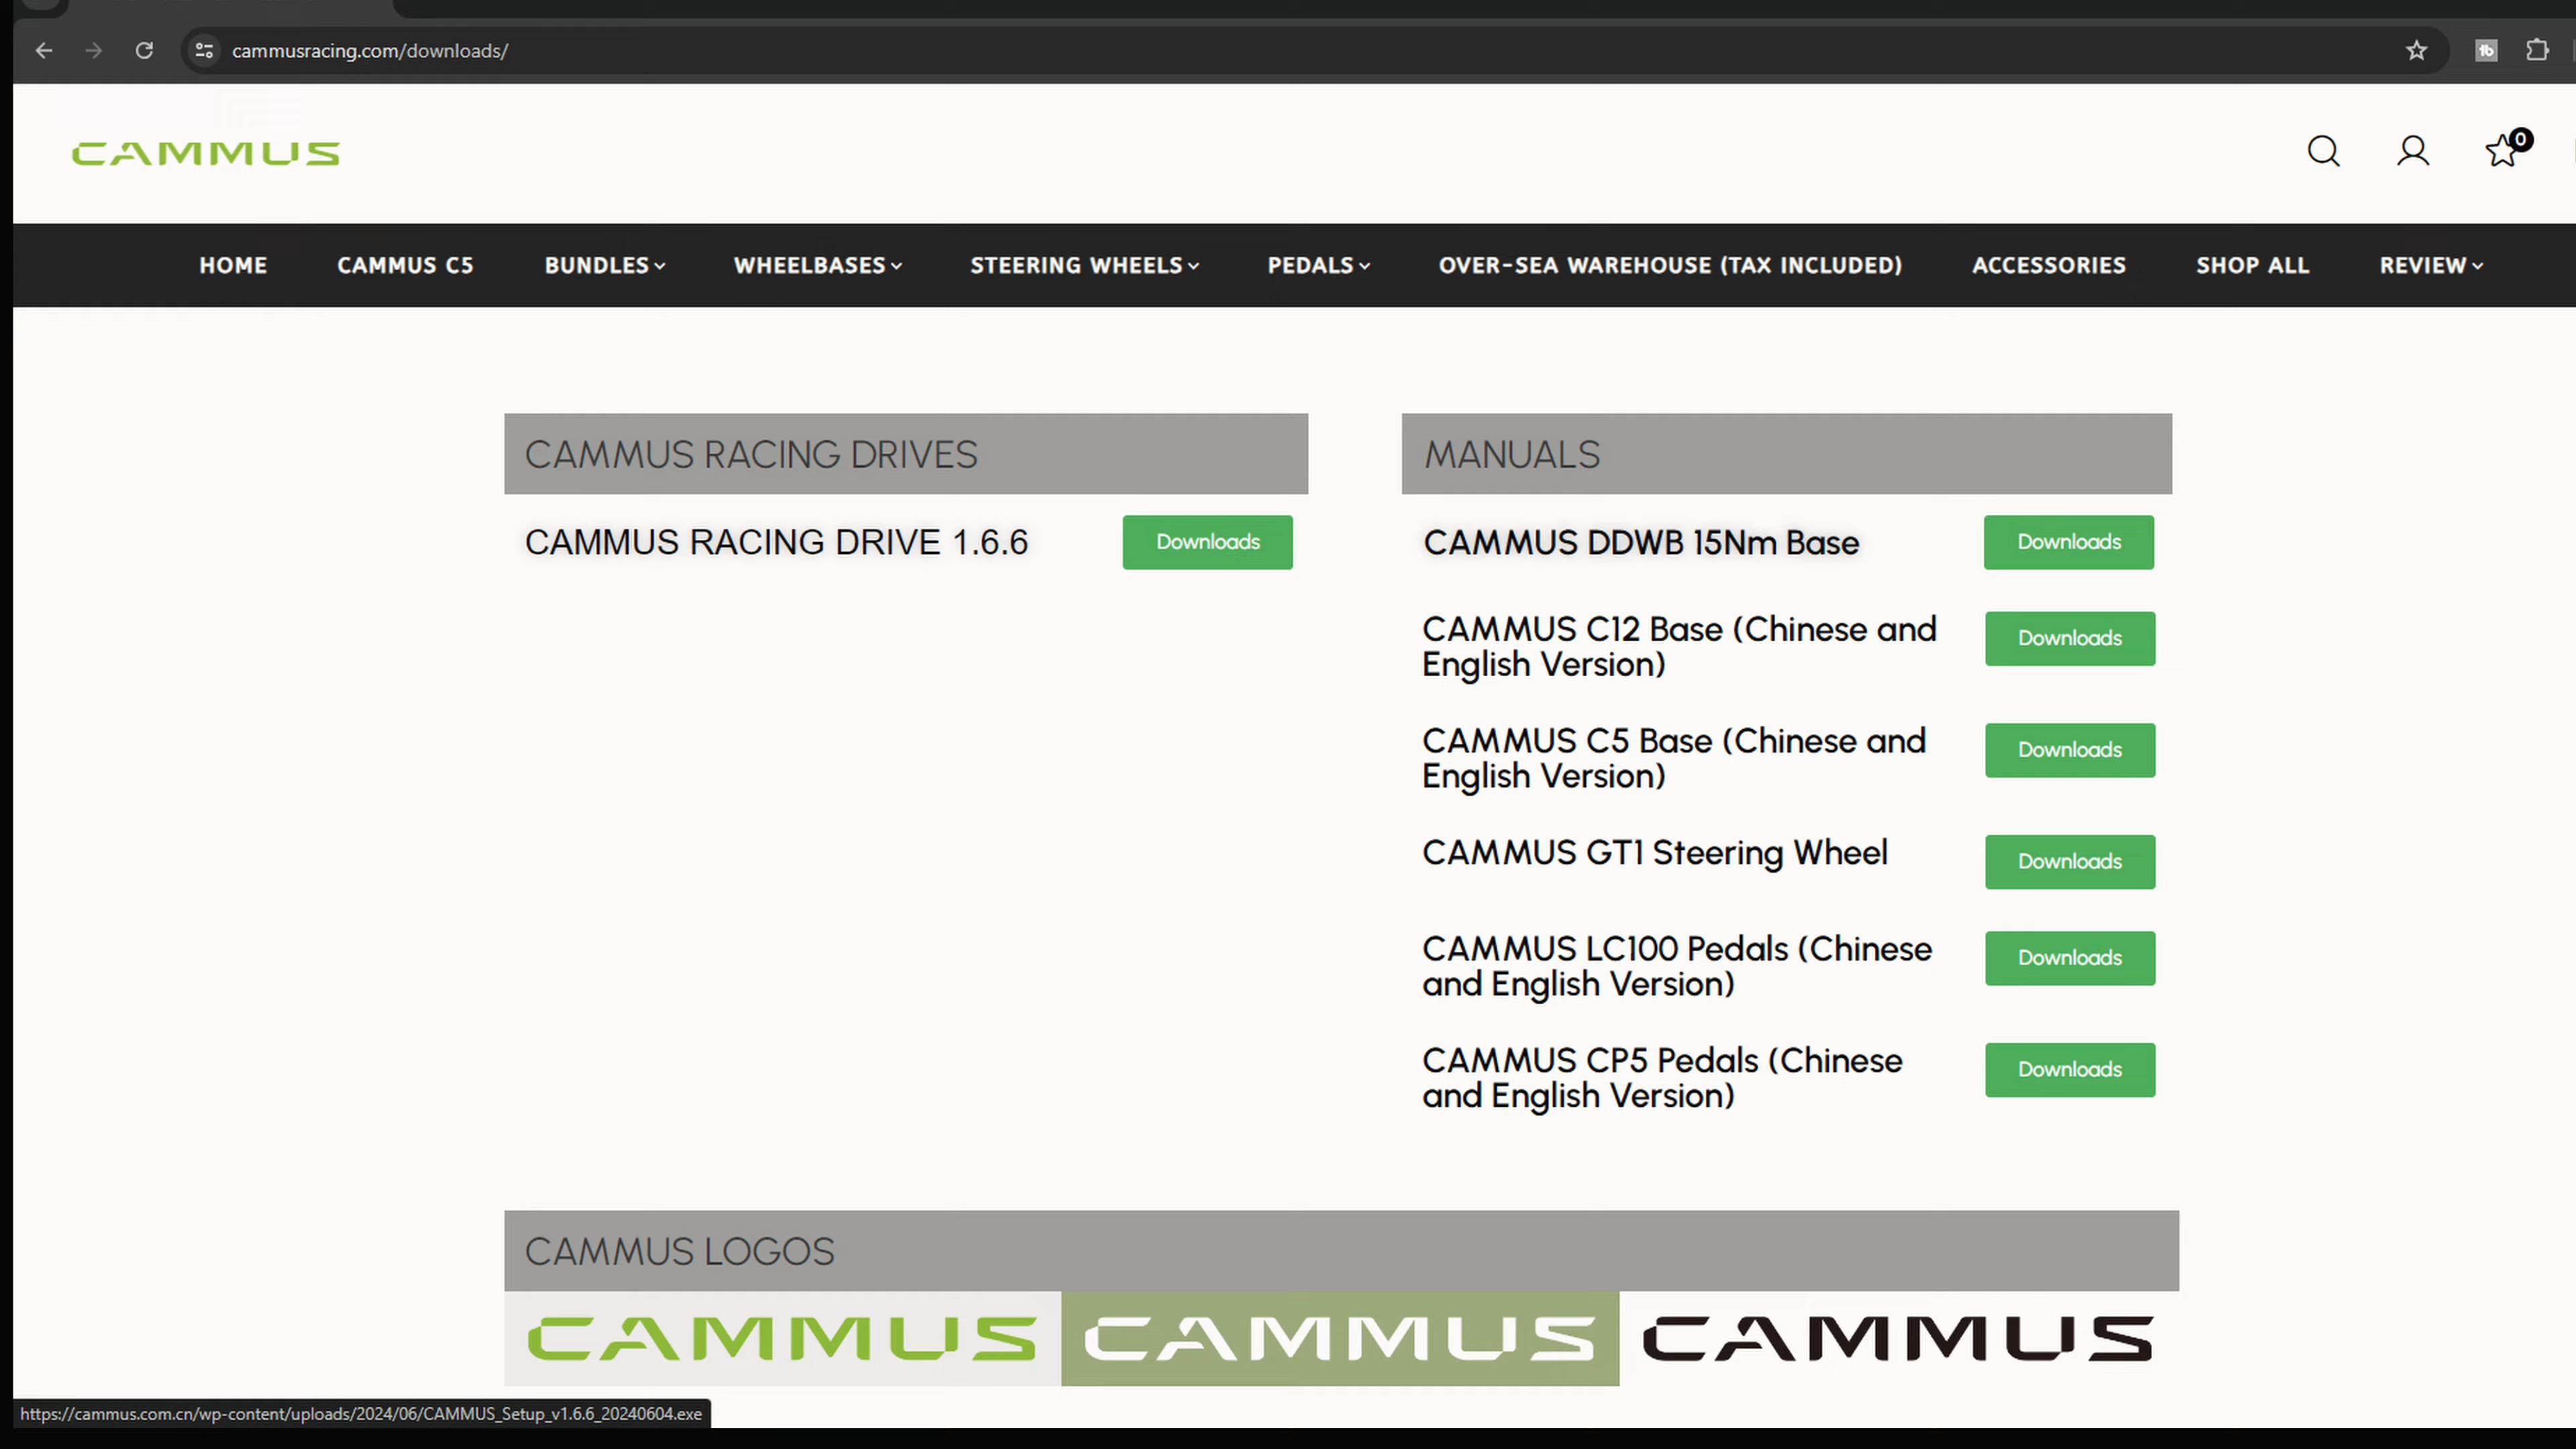 cammusracing.com/downloads/
CAMMUS
0
HOME CAMMUS C5 BUNDLES WHEELBASES STEERING WHEELS PEDALS OVER-SEA WAREHOUSE (TAX INCLUDED) ACCESSORIES SHOP ALL REVIEW
CAMMUS RACING DRIVES
CAMMUS RACING DRIVE 1.6.6 Downloads
MANUALS
CAMMUS DDWB 15Nm Base Downloads
CAMMUS C12 Base (Chinese and
English Version) Downloads
CAMMUS C5 Base (Chinese and
English Version) Downloads
CAMMUS GT1 Steering Wheel Downloads
CAMMUS LC100 Pedals (Chinese
and English Version) Downloads
CAMMUS CP5 Pedals (Chinese
and English Version) Downloads
CAMMUS LOGOS
CAMMUS CAMMUS CAMMUS
https://cammus.com.cn/wp-content/uploads/2024/06/CAMMUS_Setup_v1.6.6_20240604.exe